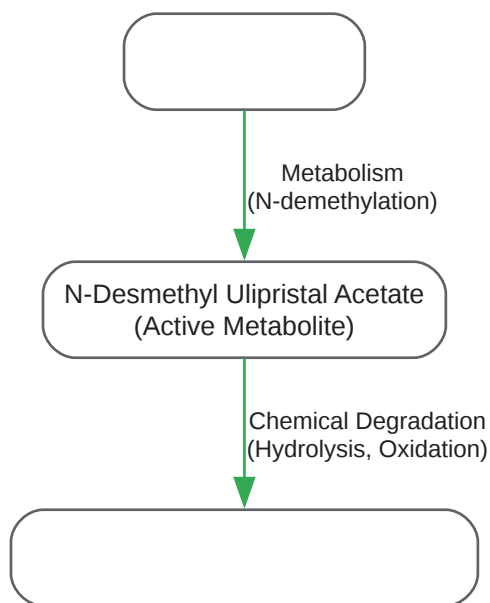 Metabolism
(N-demethylation)
N-Desmethyl Ulipristal Acetate
(Active Metabolite)
Chemical Degradation
(Hydrolysis, Oxidation)